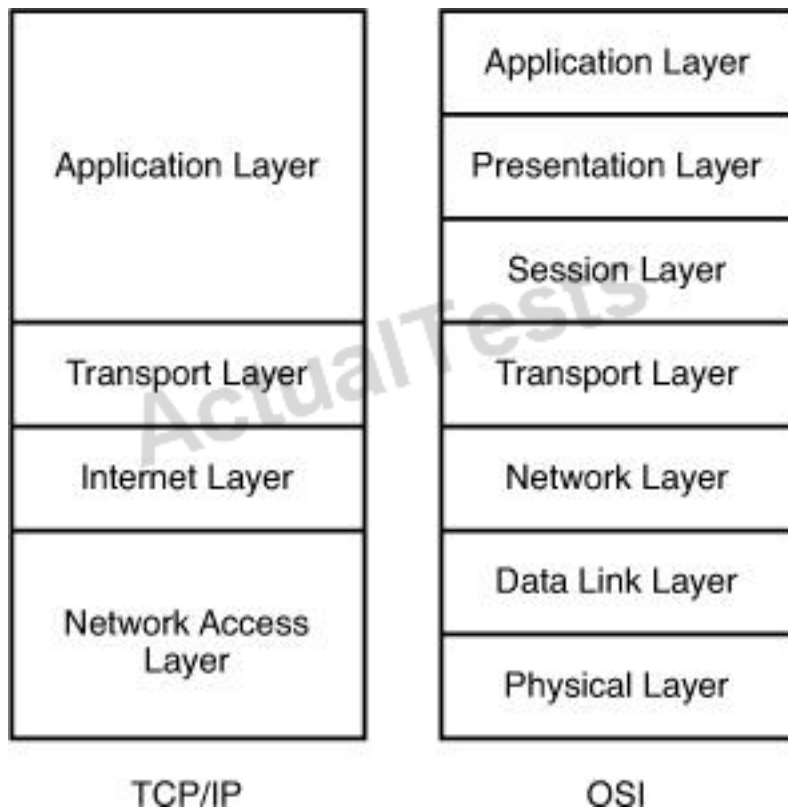 Application Layer
Transport Layer
Internet Layer
Network Access
Layer
TCP/IP
Application Layer
Presentation Layer
Session Layer
Transport Layer
Network Layer
Data Link Layer
Physical Layer
OSI
ActualTests